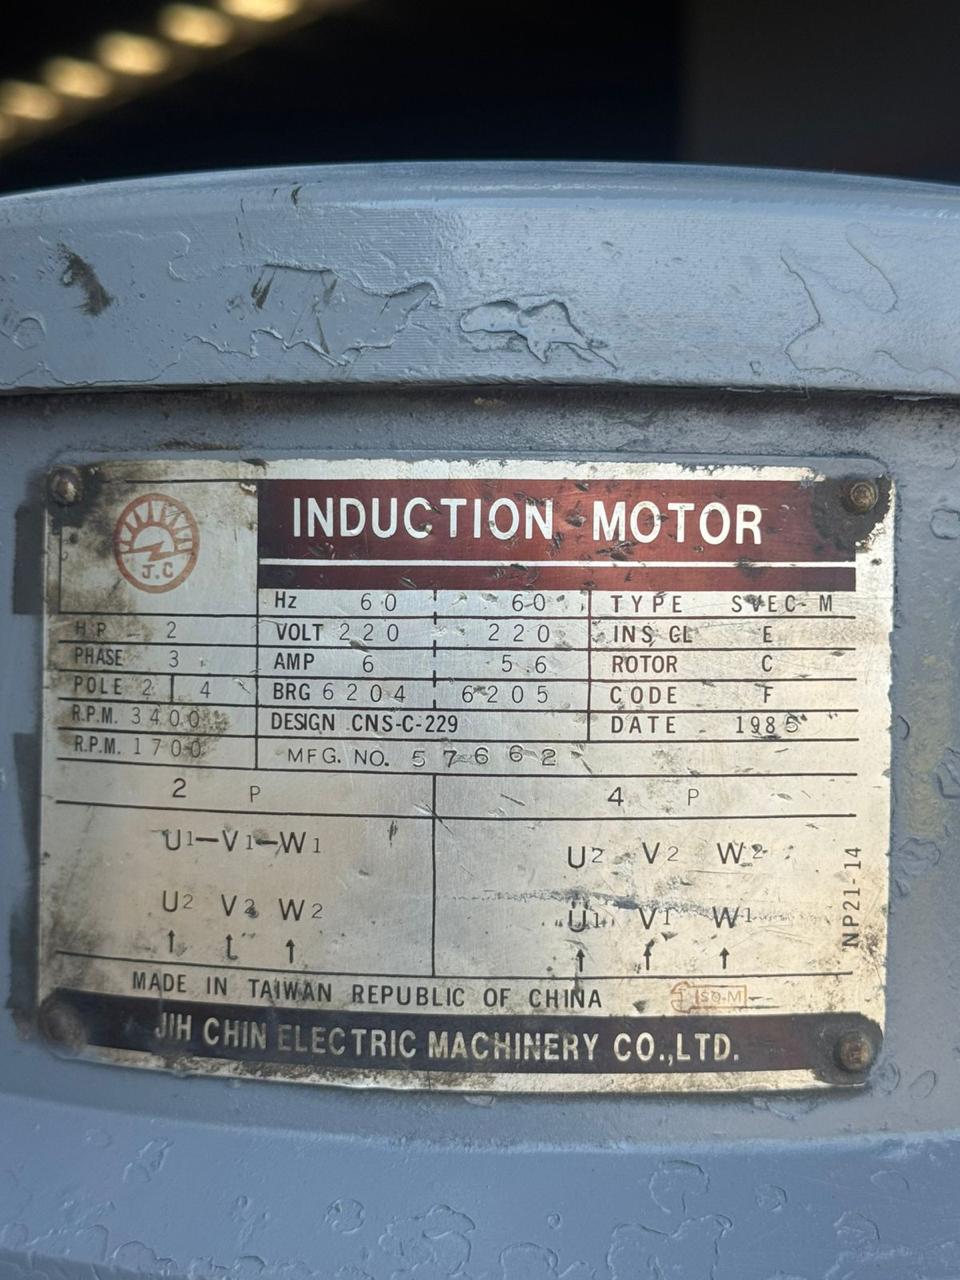 J.C
INDUCTION MOTOR
Hz 60 60 TYPE SVEC-M
HP 2 VOLT 220 220 INS, CL E
PHASE 3 AMP 6 5.6 ROTOR C
POLE 2 4 BRG 6204 6205 CODE F
R.P.M. 3400 DESIGN CNS-C-229 DATE 1985
R.P.M. 1700 MFG. NO. 57662
2 P 4 P
U1-V1-W1 U2 V2 W2
U2 V2 W2 U1 V1 W1
↑ ↑ ↑ ↑ ↑ ↑
NP21-14
MADE IN TAIWAN REPUBLIC OF CHINA
JIH CHIN ELECTRIC MACHINERY CO.,LTD.